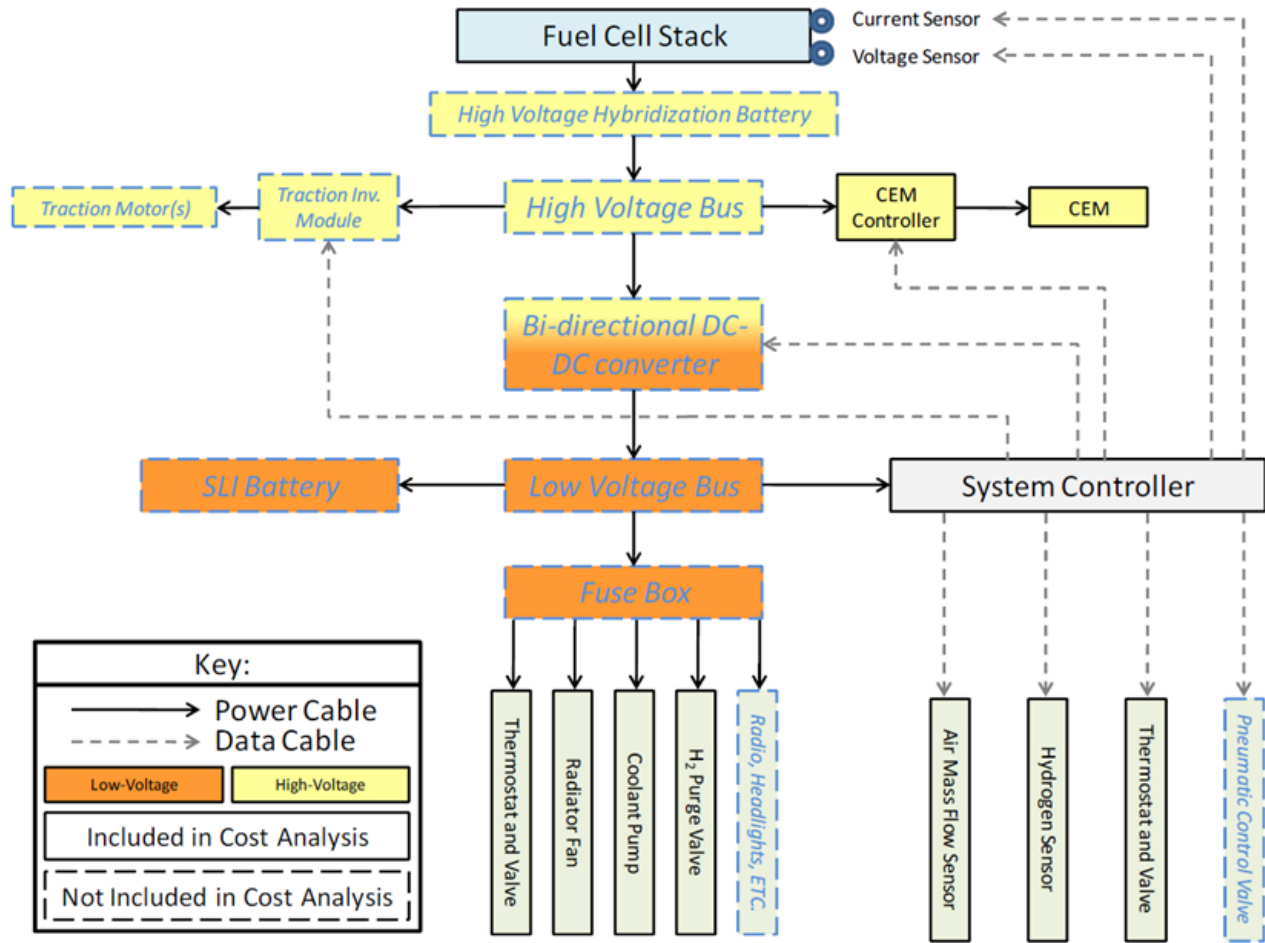 Fuel Cell Stack
Current Sensor
Voltage Sensor
High Voltage Hybridization Battery
Traction Motor(s)
Traction Inv.
Module
High Voltage Bus
CEM
Controller
CEM
Bi-directional DC-
DC converter
SLI Battery
Low Voltage Bus
System Controller
Fuse Box
Key:
Power Cable
Data Cable
Low-Voltage
High-Voltage
Included in Cost Analysis
Not Included in Cost Analysis
Thermostat and Valve
Radiator Fan
Coolant Pump
H₂ Purge Valve
Radio, Headlights, ETC.
Air Mass Flow Sensor
Hydrogen Sensor
Thermostat and Valve
Pneumatic Control Valve